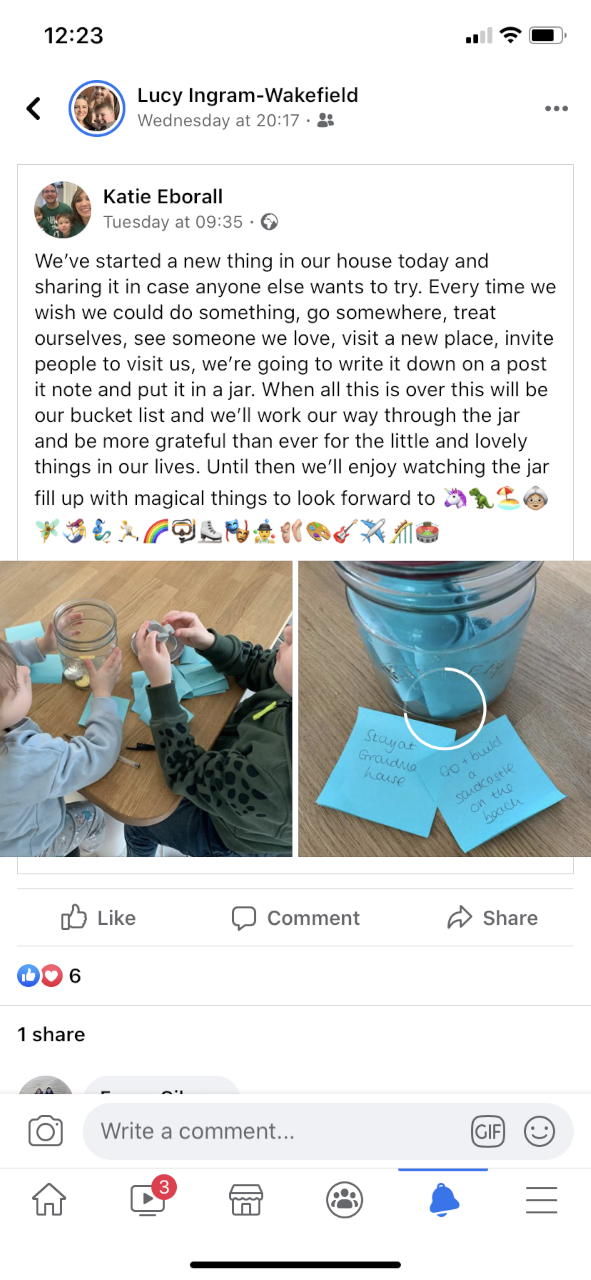 12:23
Lucy Ingram-Wakefield
Wednesday at 20:17 ·
Katie Eborall
Tuesday at 09:35 ·
We’ve started a new thing in our house today and
sharing it in case anyone else wants to try. Every time we
wish we could do something, go somewhere, treat
ourselves, see someone we love, visit a new place, invite
people to visit us, we’re going to write it down on a post
it note and put it in a jar. When all this is over this will be
our bucket list and we’ll work our way through the jar
and be more grateful than ever for the little and lovely
things in our lives. Until then we’ll enjoy watching the jar
fill up with magical things to look forward to 🦄🦖🏖👵🏼
🧚🧜‍♀️🧜‍♂️🏃🌈🤿⛸🎭🤹👣🎨🎸✈️🎢🏟
Stay at
Grandma
house
GO + build
a
sandcastle
on the
beach
Like
Comment
Share
6
1 share
Write a comment...
GIF
3